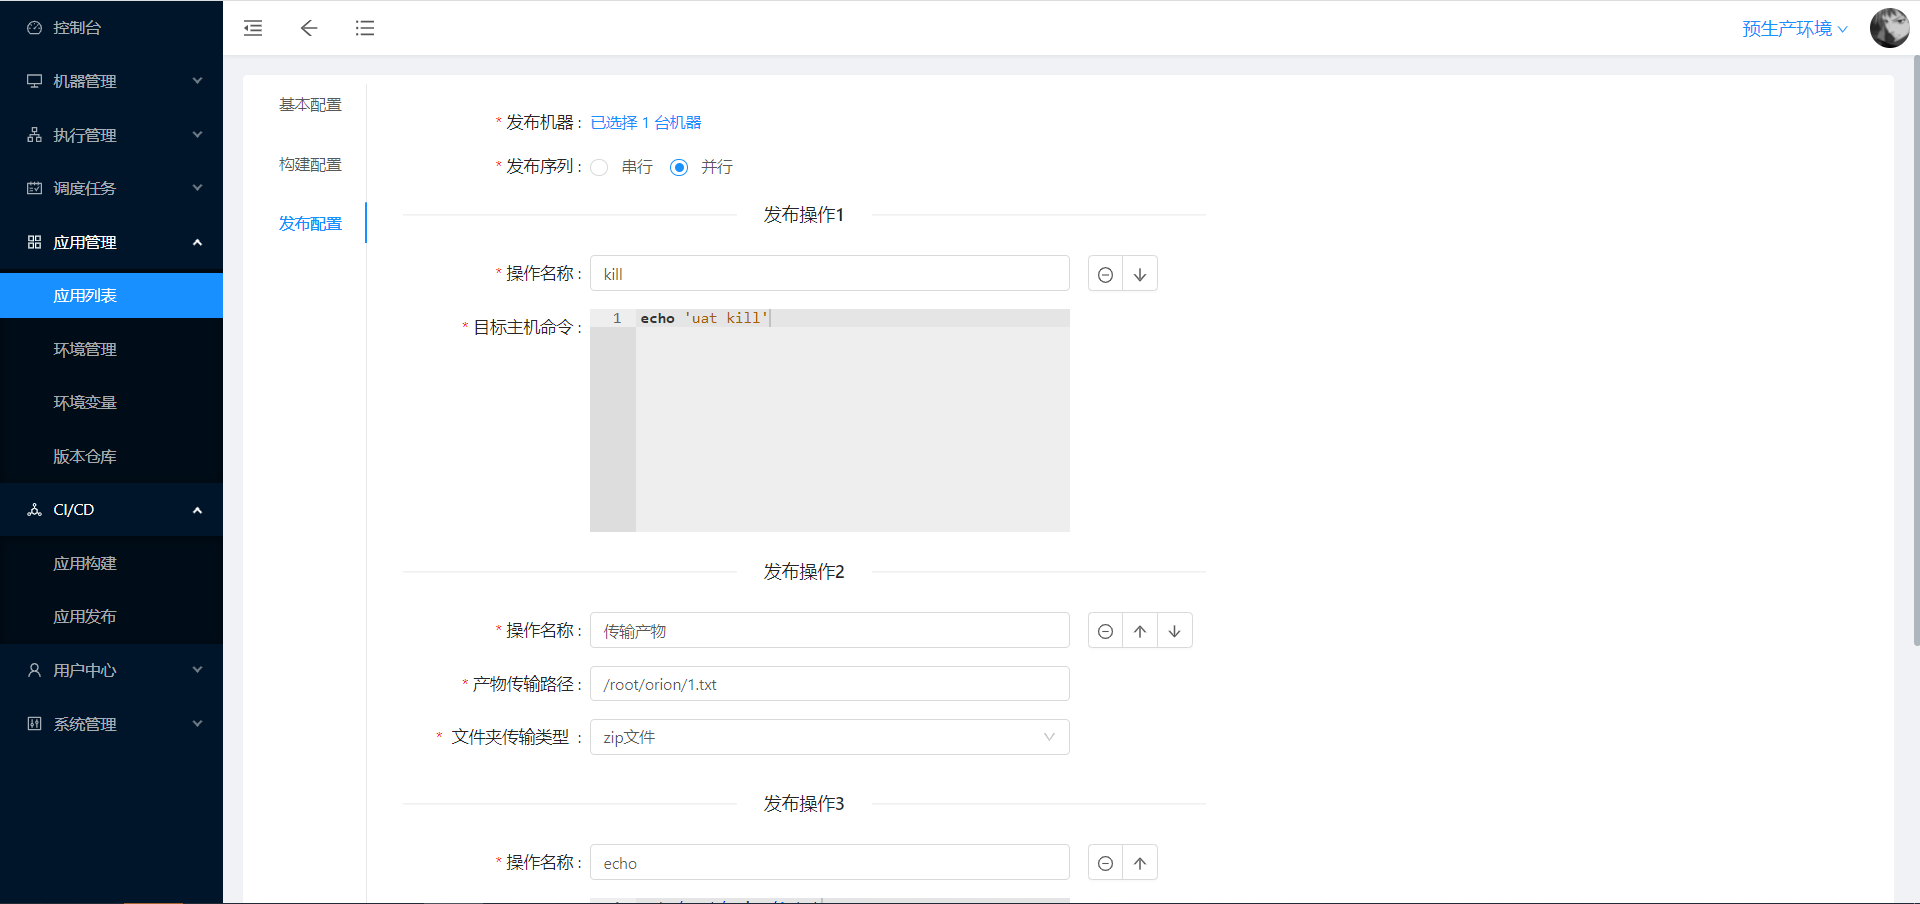 控制台
机器管理
执行管理
调度任务
应用管理
应用列表
环境管理
环境变量
版本仓库
CI/CD
应用构建
应用发布
用户中心
系统管理
预生产环境
基本配置
构建配置
发布配置
* 发布机器 : 已选择 1 台机器
* 发布序列 : 串行 并行
发布操作1
* 操作名称 : kill
* 目标主机命令 : 1 echo 'uat kill'
发布操作2
* 操作名称 : 传输产物
* 产物传输路径 : /root/orion/1.txt
* 文件夹传输类型 : zip文件
发布操作3
* 操作名称 : echo